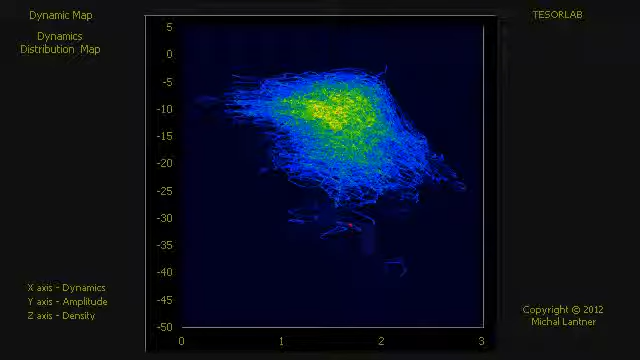 Dynamic Map
TESORLAB
Dynamics
Distribution Map
5
0
-5
-10
-15
-20
-25
-30
-35
-40
-45
-50
0
1
2
3
X axis - Dynamics
Y axis - Amplitude
Z axis - Density
Copyright © 2012
Michal Lantner